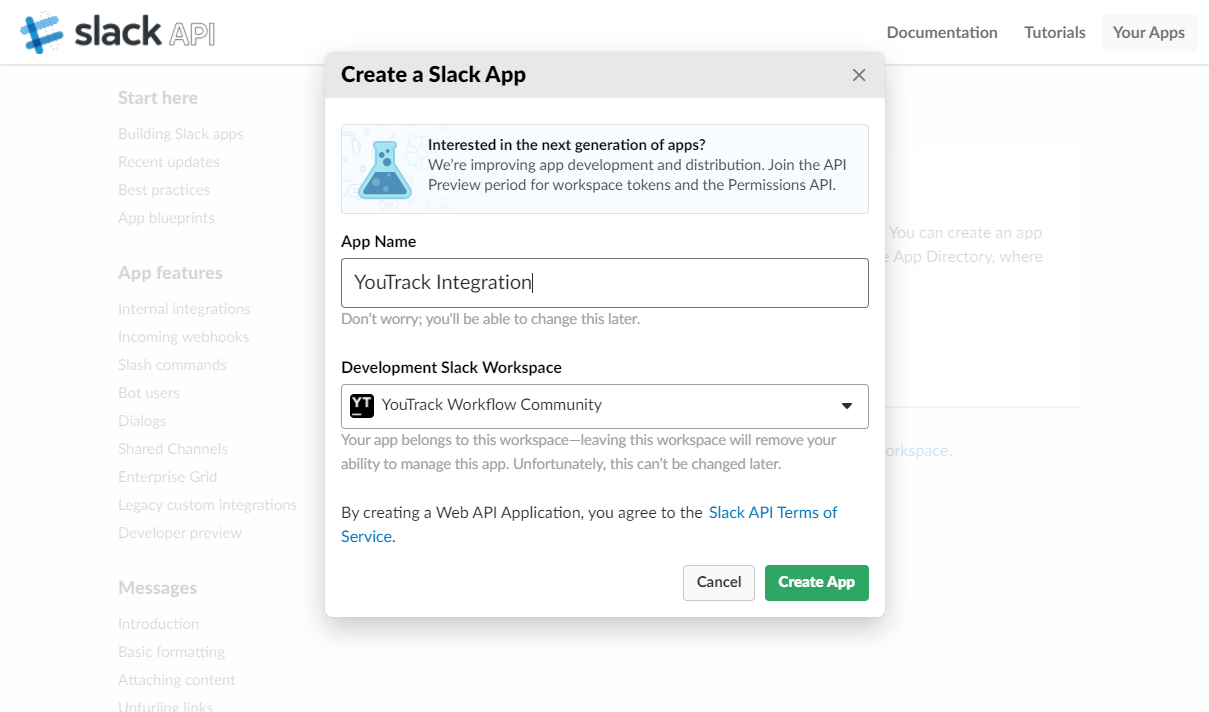 slack API
Documentation
Tutorials
Your Apps
Start here
Building Slack apps
Recent updates
Best practices
App blueprints
App features
Internal integrations
Incoming webhooks
Slash commands
Bot users
Dialogs
Shared Channels
Enterprise Grid
Legacy custom integrations
Developer preview
Messages
Introduction
Basic formatting
Attaching content
Unfurling links
Create a Slack App
Interested in the next generation of apps?
We're improving app development and distribution. Join the API
Preview period for workspace tokens and the Permissions API.
App Name
YouTrack Integration
Don't worry; you'll be able to change this later.
Development Slack Workspace
YT YouTrack Workflow Community
Your app belongs to this workspace—leaving this workspace will remove your
ability to manage this app. Unfortunately, this can't be changed later.
By creating a Web API Application, you agree to the Slack API Terms of
Service.
Cancel
Create App
You can create an app
App Directory, where